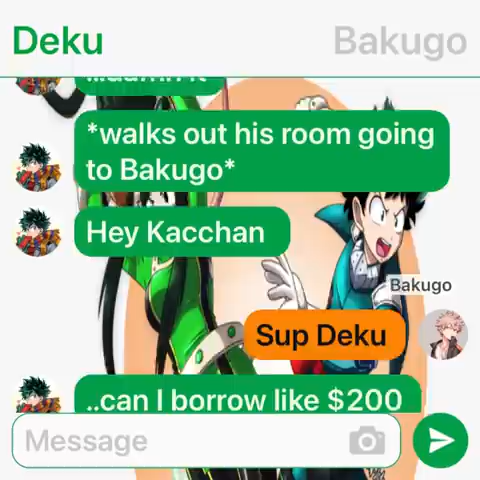 Deku
Bakugo
*walks out his room going
to Bakugo*
Hey Kacchan
Bakugo
Sup Deku
..can I borrow like $200
Message